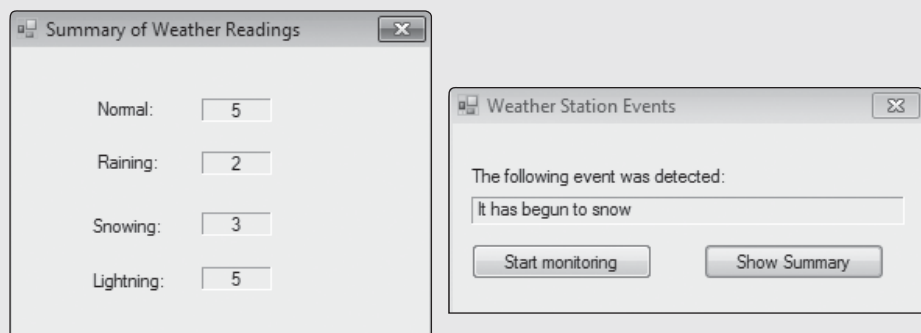 Summary of Weather Readings
Normal: 5
Raining: 2
Snowing: 3
Lightning: 5
Weather Station Events
The following event was detected:
It has begun to snow
Start monitoring Show Summary